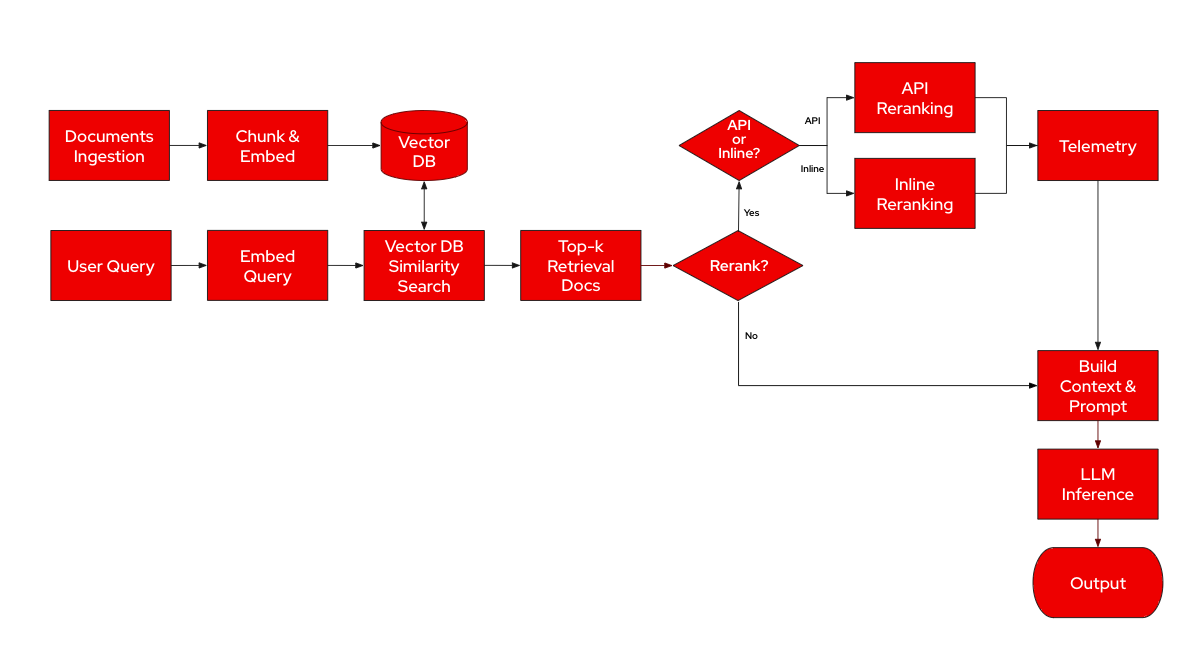 Documents
Ingestion
Chunk &
Embed
Vector
DB
User Query
Embed
Query
Vector DB
Similarity
Search
Top-k
Retrieval
Docs
Rerank?
Yes
No
API
or
Inline?
API
Inline
API
Reranking
Inline
Reranking
Telemetry
Build
Context &
Prompt
LLM
Inference
Output